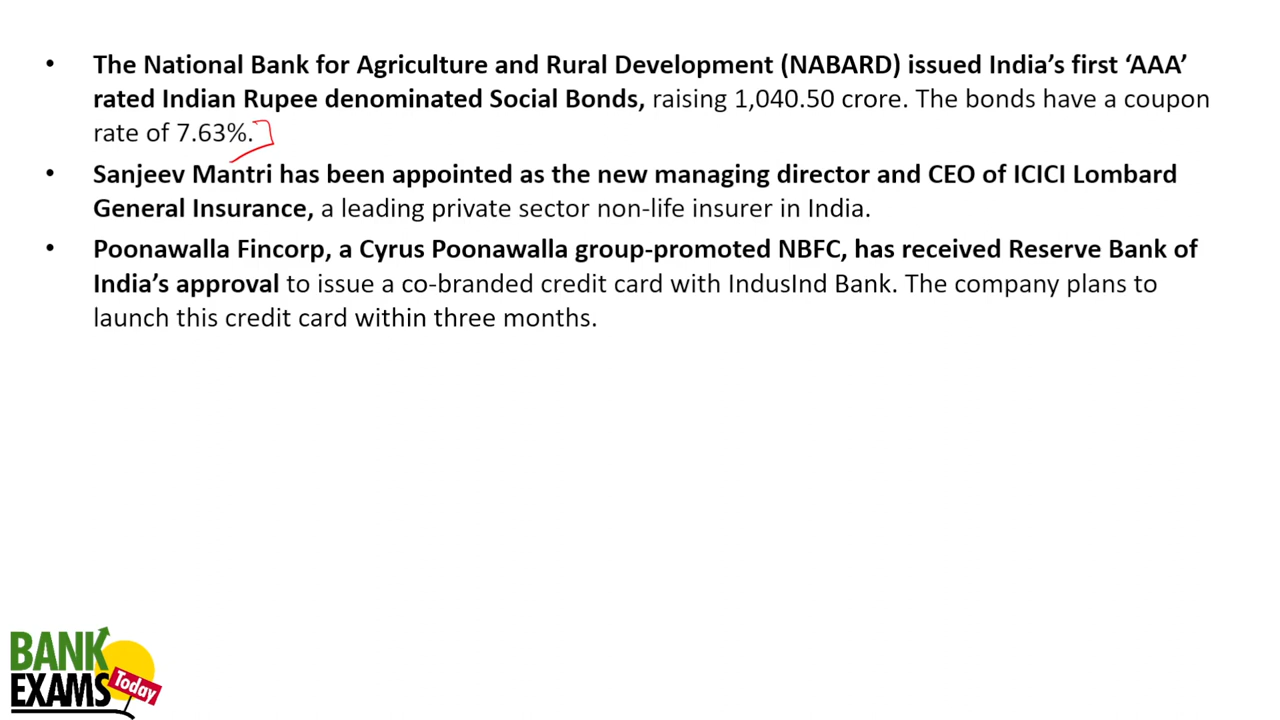 • The National Bank for Agriculture and Rural Development (NABARD) issued India’s first ‘AAA’
rated Indian Rupee denominated Social Bonds, raising 1,040.50 crore. The bonds have a coupon
rate of 7.63%.
• Sanjeev Mantri has been appointed as the new managing director and CEO of ICICI Lombard
General Insurance, a leading private sector non-life insurer in India.
• Poonawalla Fincorp, a Cyrus Poonawalla group-promoted NBFC, has received Reserve Bank of
India’s approval to issue a co-branded credit card with IndusInd Bank. The company plans to
launch this credit card within three months.
BANK
EXAMS
Today